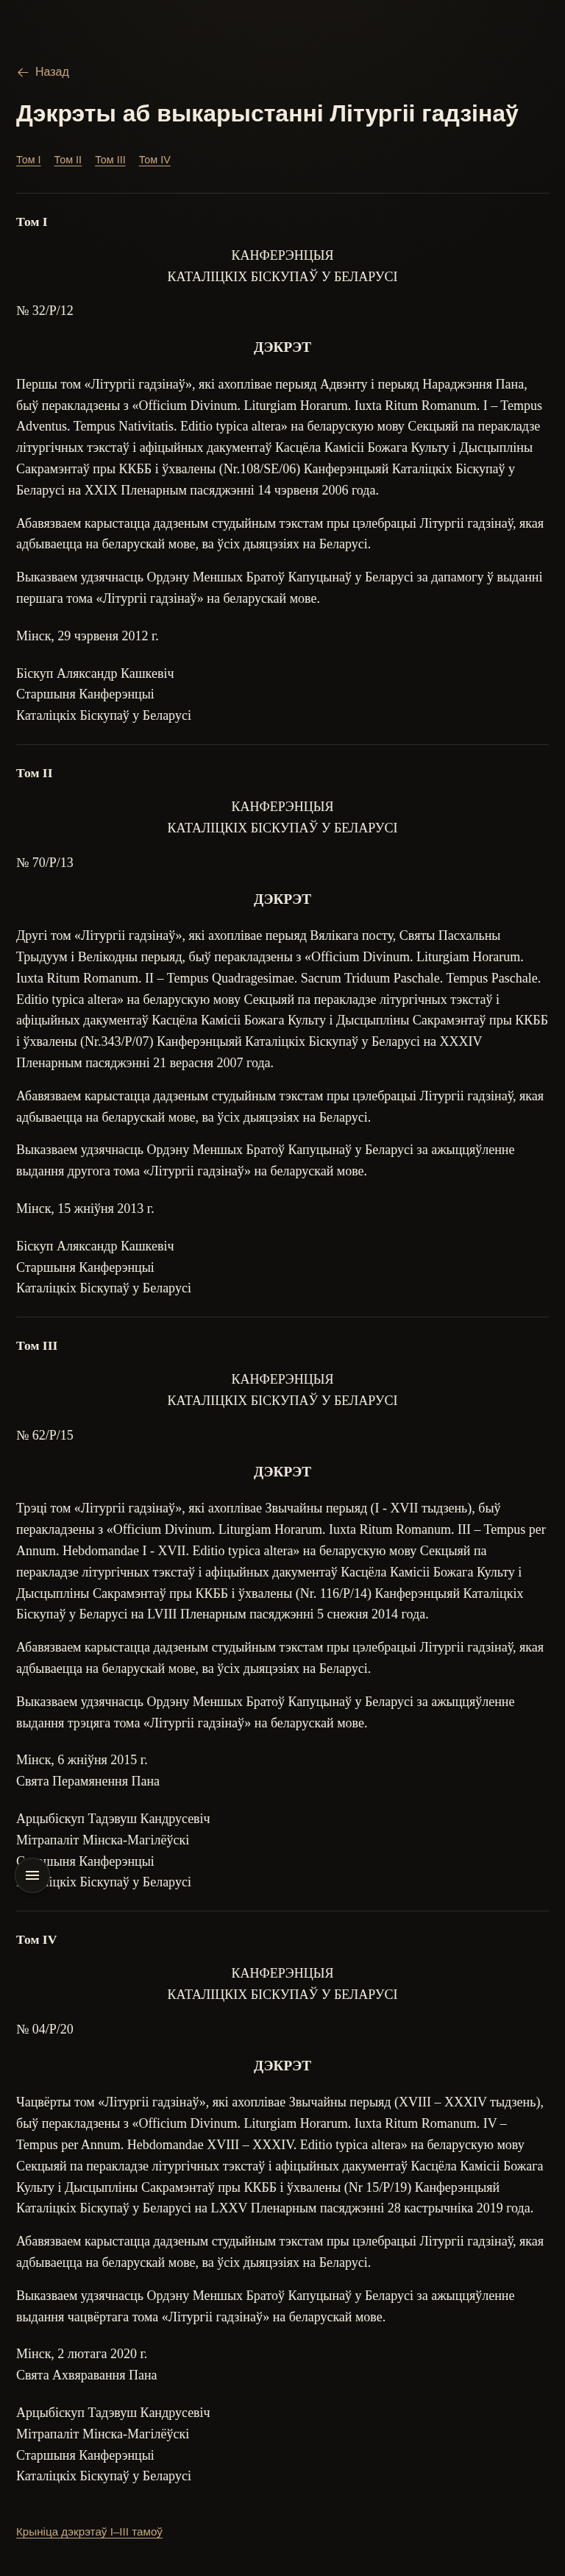 Назад
Дэкрэты аб выкарыстанні Літургіі гадзінаў
Том I Том II Том III Том IV
Том I
КАНФЕРЭНЦЫЯ
КАТАЛІЦКІХ БІСКУПАЎ У БЕЛАРУСІ
№ 32/Р/12
ДЭКРЭТ
Першы том «Літургіі гадзінаў», які ахоплівае перыяд Адвэнту і перыяд Нараджэння Пана,
быў перакладзены з «Officium Divinum. Liturgiam Horarum. Iuxta Ritum Romanum. I – Tempus
Adventus. Tempus Nativitatis. Editio typica altera» на беларускую мову Секцыяй па перакладзе
літургічных тэкстаў і афіцыйных дакументаў Касцёла Камісіі Божага Культу і Дысцыпліны
Сакрамэнтаў пры ККББ і ўхвалены (Nr.108/SE/06) Канферэнцыяй Каталіцкіх Біскупаў у
Беларусі на XXIX Пленарным пасяджэнні 14 чэрвеня 2006 года.
Абавязваем карыстацца дадзеным студыйным тэкстам пры цэлебрацыі Літургіі гадзінаў, якая
адбываецца на беларускай мове, ва ўсіх дыяцэзіях на Беларусі.
Выказваем удзячнасць Ордэну Меншых Братоў Капуцынаў у Беларусі за дапамогу ў выданні
першага тома «Літургіі гадзінаў» на беларускай мове.
Мінск, 29 чэрвеня 2012 г.
Біскуп Аляксандр Кашкевіч
Старшыня Канферэнцыі
Каталіцкіх Біскупаў у Беларусі
Том II
КАНФЕРЭНЦЫЯ
КАТАЛІЦКІХ БІСКУПАЎ У БЕЛАРУСІ
№ 70/Р/13
ДЭКРЭТ
Другі том «Літургіі гадзінаў», які ахоплівае перыяд Вялікага посту, Святы Пасхальны
Трыдуум і Велікодны перыяд, быў перакладзены з «Officium Divinum. Liturgiam Horarum.
Iuxta Ritum Romanum. II – Tempus Quadragesimae. Sacrum Triduum Paschale. Tempus Paschale.
Editio typica altera» на беларускую мову Секцыяй па перакладзе літургічных тэкстаў і
афіцыйных дакументаў Касцёла Камісіі Божага Культу і Дысцыпліны Сакрамэнтаў пры ККББ
і ўхвалены (Nr.343/P/07) Канферэнцыяй Каталіцкіх Біскупаў у Беларусі на XXXIV
Пленарным пасяджэнні 21 верасня 2007 года.
Абавязваем карыстацца дадзеным студыйным тэкстам пры цэлебрацыі Літургіі гадзінаў, якая
адбываецца на беларускай мове, ва ўсіх дыяцэзіях на Беларусі.
Выказваем удзячнасць Ордэну Меншых Братоў Капуцынаў у Беларусі за ажыццяўленне
выдання другога тома «Літургіі гадзінаў» на беларускай мове.
Мінск, 15 жніўня 2013 г.
Біскуп Аляксандр Кашкевіч
Старшыня Канферэнцыі
Каталіцкіх Біскупаў у Беларусі
Том III
КАНФЕРЭНЦЫЯ
КАТАЛІЦКІХ БІСКУПАЎ У БЕЛАРУСІ
№ 62/Р/15
ДЭКРЭТ
Трэці том «Літургіі гадзінаў», які ахоплівае Звычайны перыяд (I - XVII тыдзень), быў
перакладзены з «Officium Divinum. Liturgiam Horarum. Iuxta Ritum Romanum. III – Tempus per
Annum. Hebdomandae I - XVII. Editio typica altera» на беларускую мову Секцыяй па
перакладзе літургічных тэкстаў і афіцыйных дакументаў Касцёла Камісіі Божага Культу і
Дысцыпліны Сакрамэнтаў пры ККББ і ўхвалены (Nr. 116/P/14) Канферэнцыяй Каталіцкіх
Біскупаў у Беларусі на LVIII Пленарным пасяджэнні 5 снежня 2014 года.
Абавязваем карыстацца дадзеным студыйным тэкстам пры цэлебрацыі Літургіі гадзінаў, якая
адбываецца на беларускай мове, ва ўсіх дыяцэзіях на Беларусі.
Выказваем удзячнасць Ордэну Меншых Братоў Капуцынаў у Беларусі за ажыццяўленне
выдання трэцяга тома «Літургіі гадзінаў» на беларускай мове.
Мінск, 6 жніўня 2015 г.
Свята Перамянення Пана
Арцыбіскуп Тадэвуш Кандрусевіч
Мітрапаліт Мінска-Магілёўскі
Канферэнцыі
Біскупаў у Беларусі
Том IV
КАНФЕРЭНЦЫЯ
КАТАЛІЦКІХ БІСКУПАЎ У БЕЛАРУСІ
№ 04/Р/20
ДЭКРЭТ
Чацвёрты том «Літургіі гадзінаў», які ахоплівае Звычайны перыяд (XVIII – XXXIV тыдзень),
быў перакладзены з «Officium Divinum. Liturgiam Horarum. Iuxta Ritum Romanum. IV –
Tempus per Annum. Hebdomandae XVIII – XXXIV. Editio typica altera» на беларускую мову
Секцыяй па перакладзе літургічных тэкстаў і афіцыйных дакументаў Касцёла Камісіі Божага
Культу і Дысцыпліны Сакрамэнтаў пры ККББ і ўхвалены (Nr 15/P/19) Канферэнцыяй
Каталіцкіх Біскупаў у Беларусі на LXXV Пленарным пасяджэнні 28 кастрычніка 2019 года.
Абавязваем карыстацца дадзеным студыйным тэкстам пры цэлебрацыі Літургіі гадзінаў, якая
адбываецца на беларускай мове, ва ўсіх дыяцэзіях на Беларусі.
Выказваем удзячнасць Ордэну Меншых Братоў Капуцынаў у Беларусі за ажыццяўленне
выдання чацвёртага тома «Літургіі гадзінаў» на беларускай мове.
Мінск, 2 лютага 2020 г.
Свята Ахвяравання Пана
Арцыбіскуп Тадэвуш Кандрусевіч
Мітрапаліт Мінска-Магілёўскі
Старшыня Канферэнцыі
Каталіцкіх Біскупаў у Беларусі
Крыніца дэкрэтаў I–III тамоў